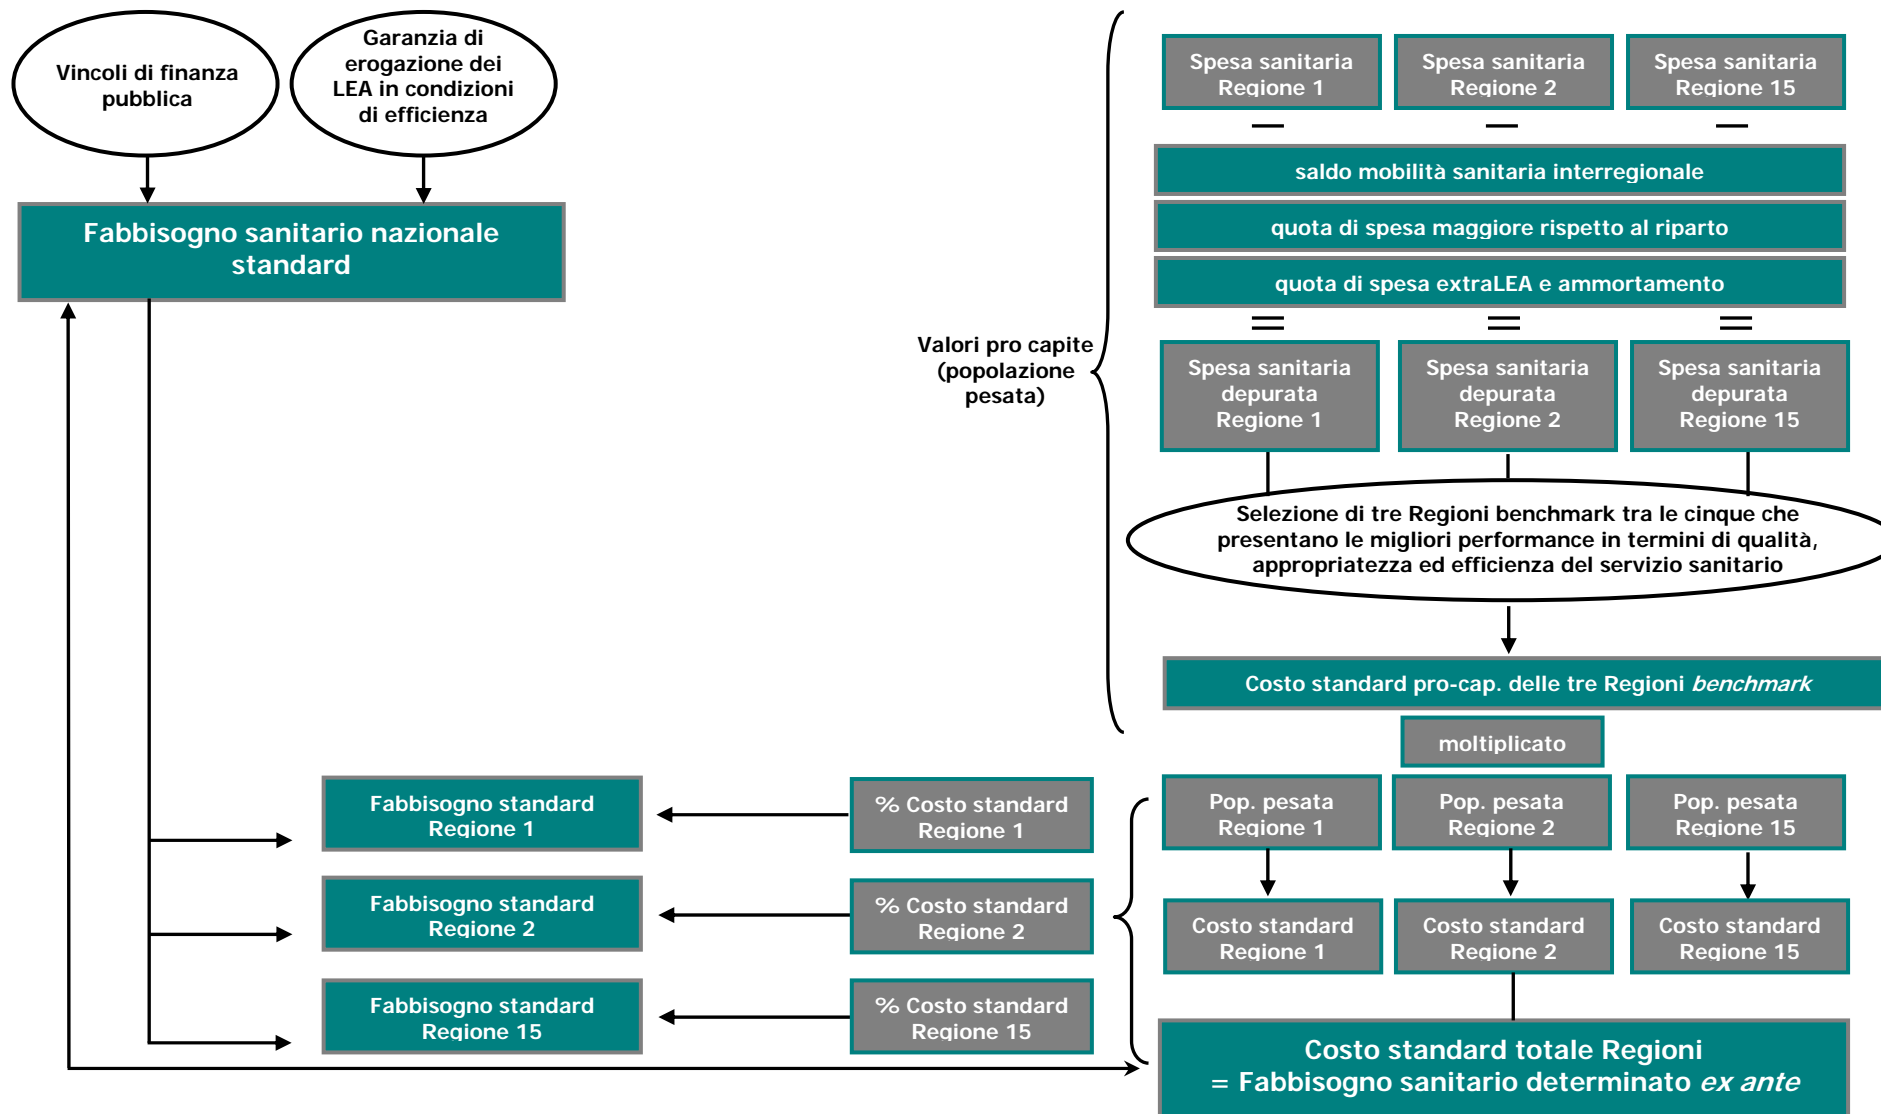 Vincoli di finanza
pubblica
Garanzia di
erogazione dei
LEA in condizioni
di efficienza
Fabbisogno sanitario nazionale
standard
Valori pro capite
(popolazione
pesata)
Spesa sanitaria
Regione 1
Spesa sanitaria
Regione 2
Spesa sanitaria
Regione 15
saldo mobilità sanitaria interregionale
quota di spesa maggiore rispetto al riparto
quota di spesa extraLEA e ammortamento
Spesa sanitaria
depurata
Regione 1
Spesa sanitaria
depurata
Regione 2
Spesa sanitaria
depurata
Regione 15
Selezione di tre Regioni benchmark tra le cinque che
presentano le migliori performance in termini di qualità,
appropriatezza ed efficienza del servizio sanitario
Costo standard pro-cap. delle tre Regioni benchmark
moltiplicato
Pop. pesata
Regione 1
Pop. pesata
Regione 2
Pop. pesata
Regione 15
Costo standard
Regione 1
Costo standard
Regione 2
Costo standard
Regione 15
Fabbisogno standard
Regione 1
% Costo standard
Regione 1
Fabbisogno standard
Regione 2
% Costo standard
Regione 2
Fabbisogno standard
Regione 15
% Costo standard
Regione 15
Costo standard totale Regioni
= Fabbisogno sanitario determinato ex ante